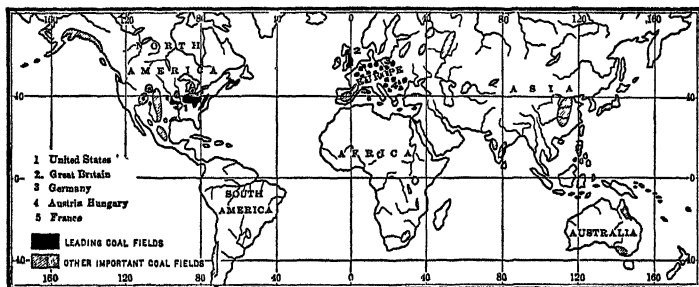 160 120 80 40 0 40 80 120 160
NORTH
AMERICA
2
EUROPE
ASIA
40 40
1
1 United States
2 Great Britain
3 Germany
4 Austria Hungary
5 France
AFRICA
0 0
SOUTH
AMERICA
AUSTRALIA
LEADING COAL FIELDS
OTHER IMPORTANT COAL FIELDS
40 40
160 120 80 40 0 40 80 120 160